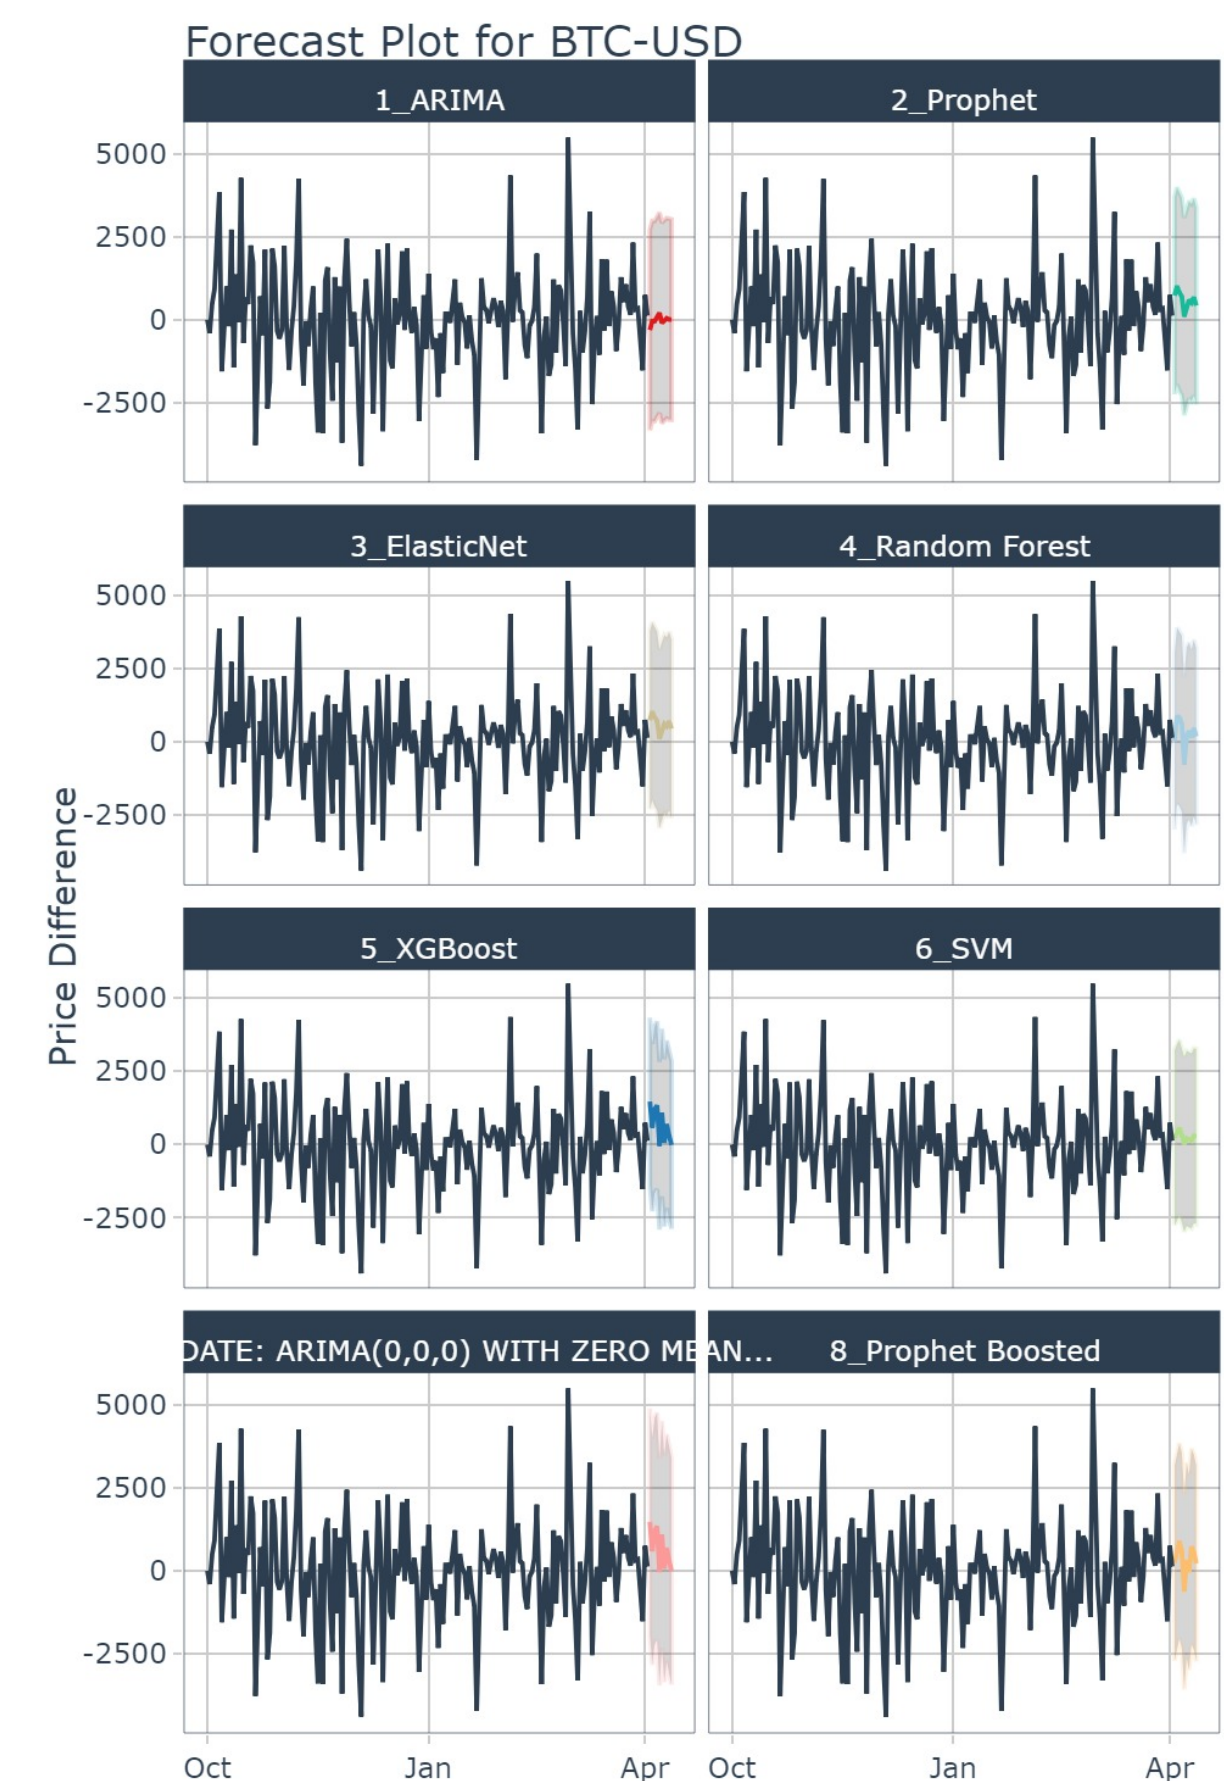 Forecast Plot for BTC-USD
1_ARIMA 2_Prophet
5000
2500
0
-2500
3_ElasticNet 4_Random Forest
5000
2500
0
-2500
Price Difference
5_XGBoost 6_SVM
5000
2500
0
-2500
DATE: ARIMA(0,0,0) WITH ZERO MEAN... 8_Prophet Boosted
5000
2500
0
-2500
Oct Jan Apr Oct Jan Apr